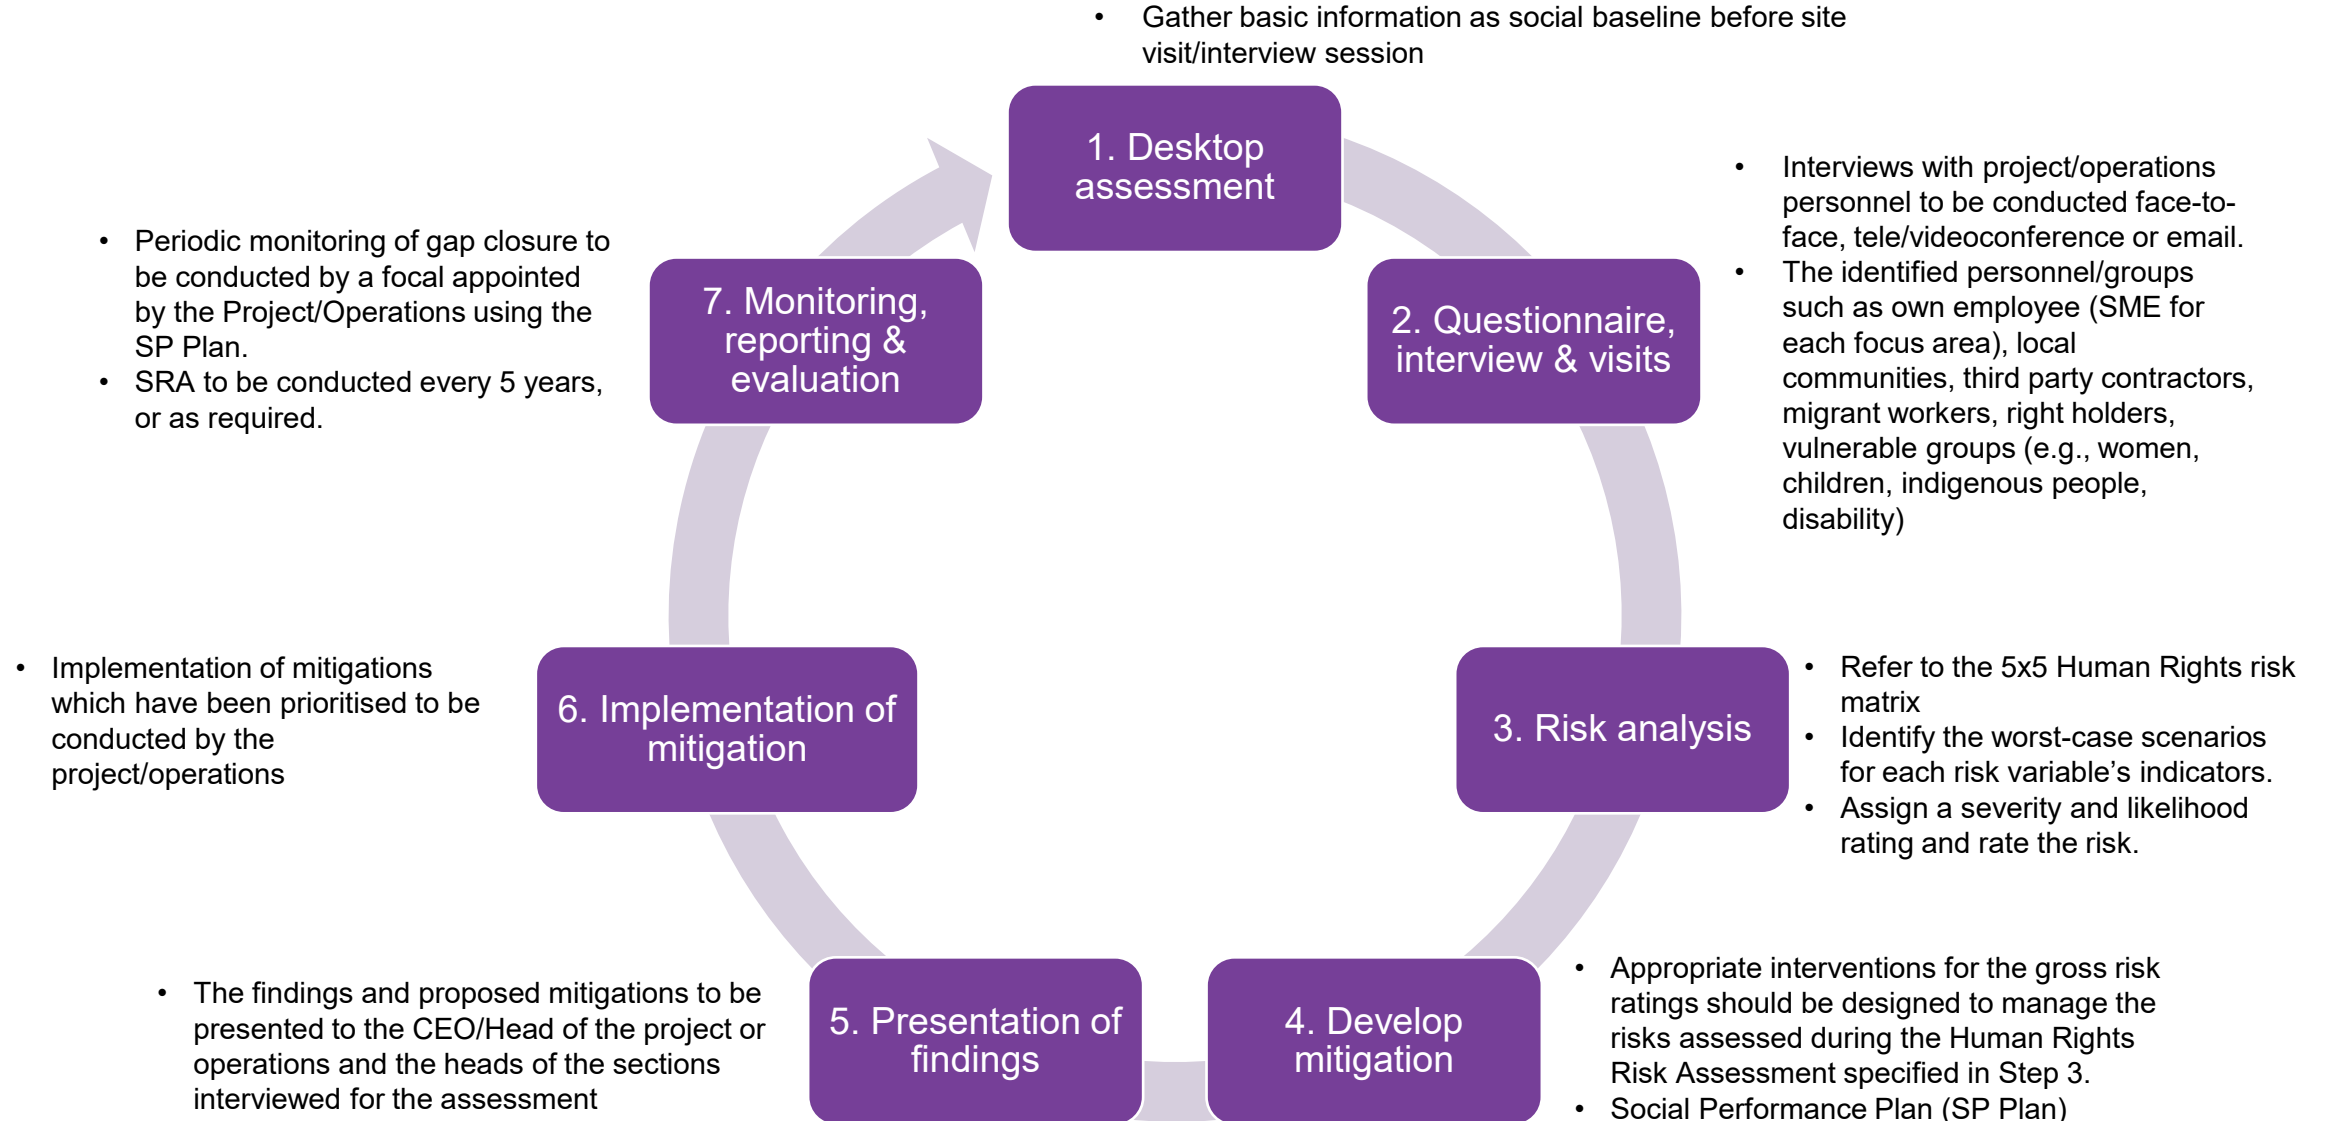 • Gather basic information as social baseline before site
visit/interview session
1. Desktop
assessment
• Interviews with project/operations
personnel to be conducted face-to-
face, tele/videoconference or email.
• The identified personnel/groups
such as own employee (SME for
each focus area), local
communities, third party contractors,
migrant workers, right holders,
vulnerable groups (e.g., women,
children, indigenous people,
disability)
2. Questionnaire,
interview & visits
• Refer to the 5x5 Human Rights risk
matrix
• Identify the worst-case scenarios
for each risk variable’s indicators.
• Assign a severity and likelihood
rating and rate the risk.
3. Risk analysis
• Appropriate interventions for the gross risk
ratings should be designed to manage the
risks assessed during the Human Rights
Risk Assessment specified in Step 3.
• Social Performance Plan (SP Plan)
4. Develop
mitigation
5. Presentation of
findings
• The findings and proposed mitigations to be
presented to the CEO/Head of the project or
operations and the heads of the sections
interviewed for the assessment
6. Implementation of
mitigation
• Implementation of mitigations
which have been prioritised to be
conducted by the
project/operations
7. Monitoring,
reporting &
evaluation
• Periodic monitoring of gap closure to
be conducted by a focal appointed
by the Project/Operations using the
SP Plan.
• SRA to be conducted every 5 years,
or as required.